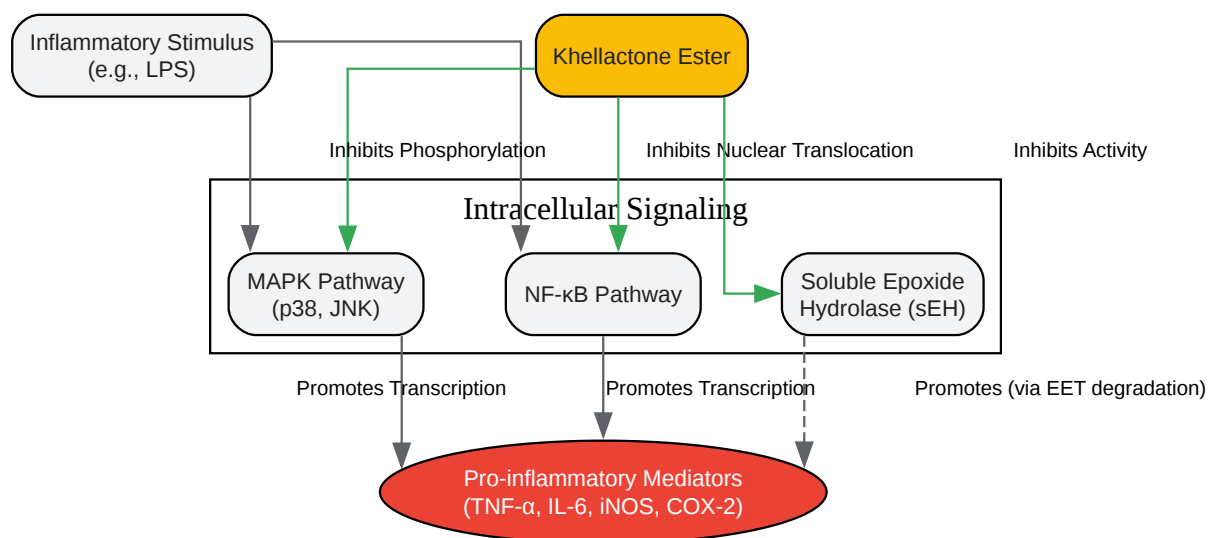 Inflammatory Stimulus
(e.g., LPS)
Khellactone Ester
Inhibits Phosphorylation
Inhibits Nuclear Translocation
Inhibits Activity
Intracellular Signaling
MAPK Pathway
(p38, JNK)
NF-κB Pathway
Soluble Epoxide
Hydrolase (sEH)
Promotes Transcription
Promotes Transcription
Promotes (via EET degradation)
Pro-inflammatory Mediators
(TNF-α, IL-6, iNOS, COX-2)